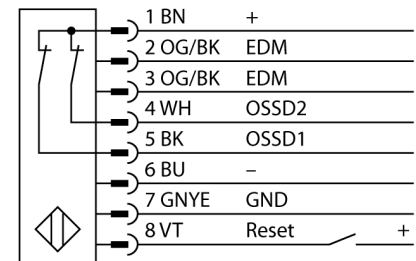 1 BN +
2 OG/BK EDM
3 OG/BK EDM
4 WH OSSD2
5 BK OSSD1
6 BU –
7 GNYE GND
8 VT Reset +